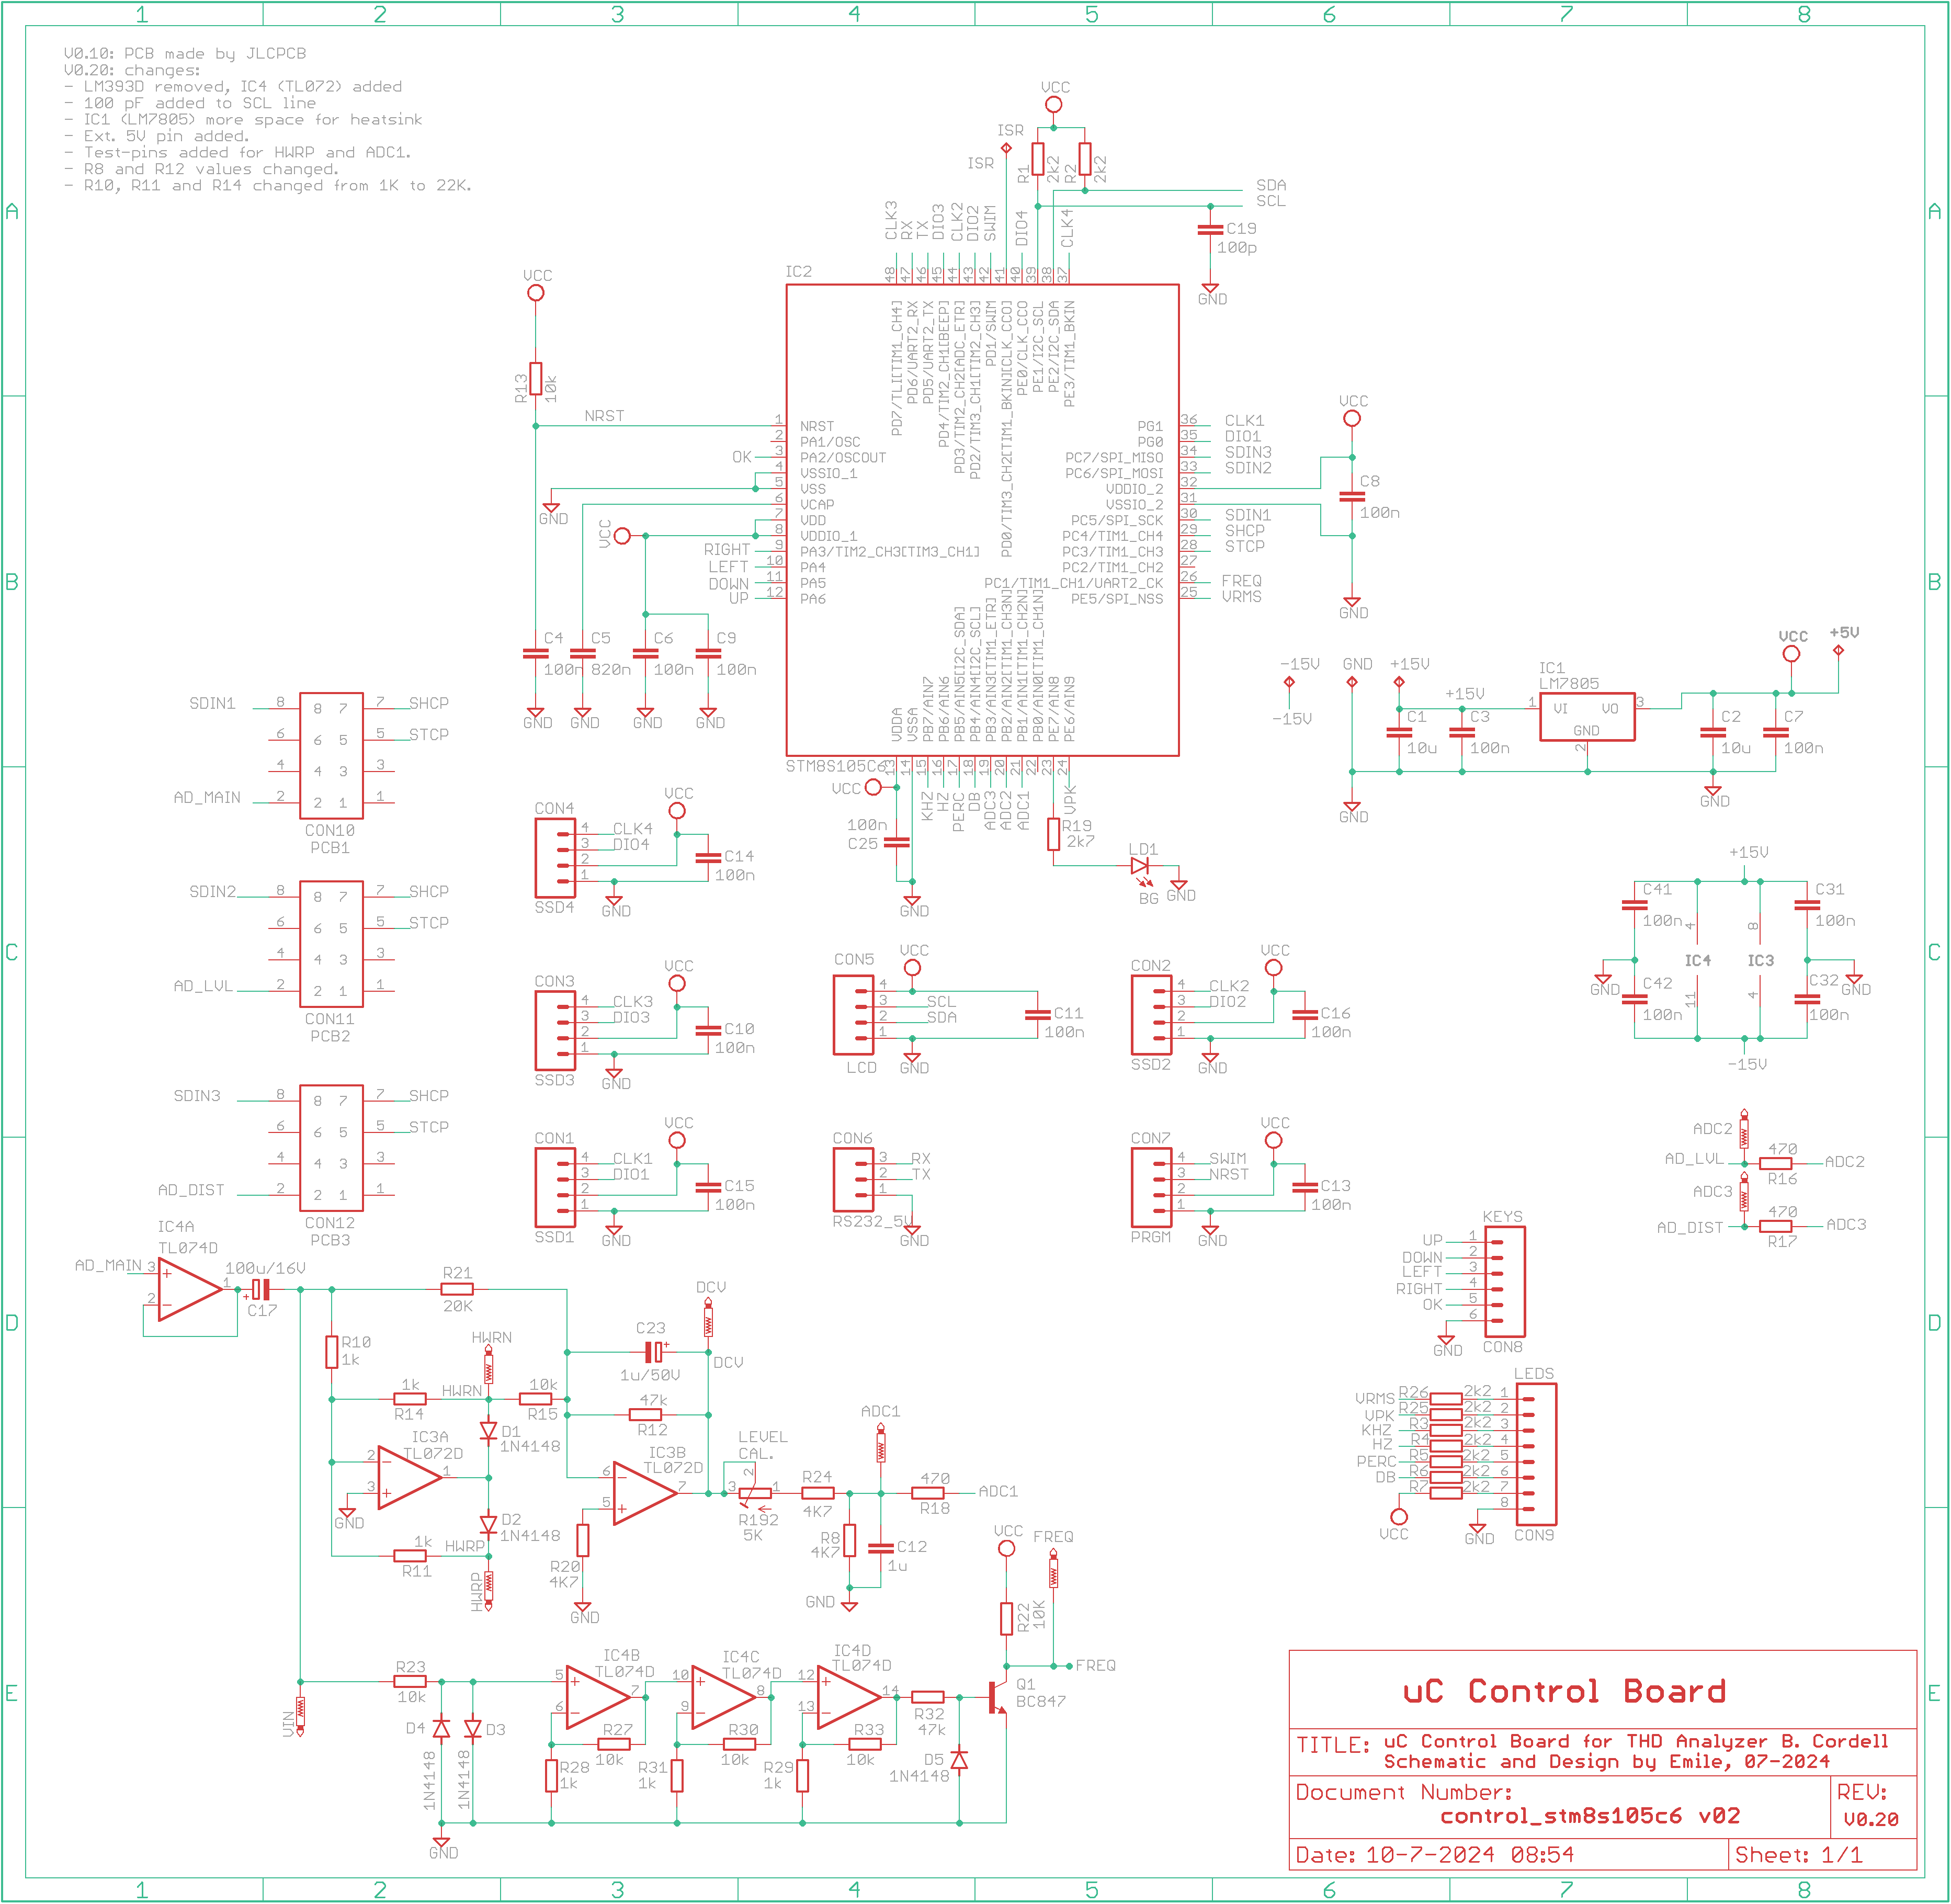 1 2 3 4 5 6 7 8
V0.10: PCB made by JLCPCB
V0.20: changes:
- LM393D removed, IC4 (TL072) added
- 100 pF added to SCL line
- IC1 (LM7805) more space for heatsink
- Ext. 5V pin added.
- Test-pins added for HWRP and ADC1.
- R8 and R12 values changed.
- R10, R11 and R14 changed from 1K to 22K.
A
A
B
B
C
C
D
D
E
E
VCC
ISR
ISR
R1
2k2
R2
2k2
SDA
SCL
C19
100p
GND
CLK3
RX
TX
DIO3
CLK2
DIO2
SWIM
DIO4
CLK4
IC2
48 47 46 45 44 43 42 41 40 39 38 37
PD7/TLI[TIM1_CH4]
PD6/UART2_RX
PD5/UART2_TX
PD4/TIM2_CH1[BEEP]
PD3/TIM2_CH2[ADC_ETR]
PD2/TIM3_CH1[TIM2_CH3]
PD1/SWIM
PD0/TIM3_CH2[TIM1_BKIN][CLK_CCO]
PE0/CLK_CCO
PE1/I2C_SCL
PE2/I2C_SDA
PE3/TIM1_BKIN
VCC
R13
10k
NRST
1 NRST
2 PA1/OSC
OK 3 PA2/OSCOUT
4 VSSIO_1
5 VSS
6 VCAP
7 VDD
8 VDDIO_1
RIGHT 9 PA3/TIM2_CH3[TIM3_CH1]
LEFT 10 PA4
DOWN 11 PA5
UP 12 PA6
GND
VCC
PG1 36 CLK1
PG0 35 DIO1
PC7/SPI_MISO 34 SDIN3
PC6/SPI_MOSI 33 SDIN2
VDDIO_2 32
VSSIO_2 31
PC5/SPI_SCK 30 SDIN1
PC4/TIM1_CH4 29 SHCP
PC3/TIM1_CH3 28 STCP
PC2/TIM1_CH2 27
PC1/TIM1_CH1/UART2_CK 26 FREQ
PE5/SPI_NSS 25 VRMS
VCC
C8
100n
GND
C4
100n
C5
820n
C6
100n
C9
100n
GND GND GND GND
VDDA
VSSA
PB7/AIN7
PB6/AIN6
PB5/AIN5[I2C_SDA]
PB4/AIN4[I2C_SCL]
PB3/AIN3[TIM1_ETR]
PB2/AIN2[TIM1_CH3N]
PB1/AIN1[TIM1_CH2N]
PB0/AIN0[TIM1_CH1N]
PE7/AIN8
PE6/AIN9
STM8S105C6
13 14 15 16 17 18 19 20 21 22 23 24
VCC
100n
C25
GND
KHZ
HZ
PERC
DB
ADC3
ADC2
ADC1
VPK
R19
2k7
LD1
BG
GND
-15V
-15V
GND
+15V
+15V
C1
10u
C3
100n
IC1
LM7805
1 VI VO 3
GND
2
C2
10u
C7
100n
VCC
+5V
GND
GND
SDIN1 8 8 7 7 SHCP
6 6 5 5 STCP
4 4 3 3
AD_MAIN 2 2 1 1
CON10
PCB1
SDIN2 8 8 7 7 SHCP
6 6 5 5 STCP
4 4 3 3
AD_LVL 2 2 1 1
CON11
PCB2
SDIN3 8 8 7 7 SHCP
6 6 5 5 STCP
4 4 3 3
AD_DIST 2 2 1 1
CON12
PCB3
CON4
4 CLK4
3 DIO4
2
1
SSD4
VCC
C14
100n
GND
CON3
4 CLK3
3 DIO3
2
1
SSD3
VCC
C10
100n
GND
CON5
4
3 SCL
2 SDA
1
LCD
VCC
C11
100n
GND
CON2
4 CLK2
3 DIO2
2
1
SSD2
VCC
C16
100n
GND
CON1
4 CLK1
3 DIO1
2
1
SSD1
VCC
C15
100n
GND
CON6
3 RX
2 TX
1
RS232_5V
GND
CON7
4 SWIM
3 NRST
2
1
PRGM
VCC
C13
100n
GND
+15V
C41
100n
C31
100n
4
8
IC4
IC3
GND
GND
C42
100n
C32
100n
11
4
-15V
ADC2
AD_LVL
470
R16
ADC2
ADC3
AD_DIST
470
R17
ADC3
KEYS
UP 1
DOWN 2
LEFT 3
RIGHT 4
OK 5
6
GND
CON8
LEDS
VRMS R26 2k2 1
VPK R25 2k2 2
KHZ R3 2k2 3
HZ R4 2k2 4
PERC R5 2k2 5
DB R6 2k2 6
R7 2k2 7
8
VCC
GND
CON9
IC4A
TL074D
AD_MAIN 3
2
1
100u/16V
C17
R21
20K
R10
1k
HWRN
1k
R14
HWRN
10k
R15
D1
1N4148
IC3A
TL072D
2
3
1
GND
D2
1N4148
1k
R11
HWRP
HWRP
C23
1u/50V
DCV
DCV
47k
R12
IC3B
TL072D
6
5
7
R20
4K7
GND
LEVEL
CAL.
3 2 1
R192
5K
R24
4K7
ADC1
470
R18
ADC1
R8
4K7
C12
1u
GND
VCC
R22
10K
FREQ
FREQ
Q1
BC847
VIN
R23
10k
D4
1N4148
D3
1N4148
GND
IC4B
TL074D
5
6
7
R27
10k
R28
1k
IC4C
TL074D
10
9
8
R30
10k
R31
1k
IC4D
TL074D
12
13
14
R33
10k
R29
1k
R32
47k
D5
1N4148
uC Control Board
TITLE: uC Control Board for THD Analyzer B. Cordell
Schematic and Design by Emile, 07-2024
Document Number:
control_stm8s105c6 v02
REV:
V0.20
Date: 10-7-2024 08:54
Sheet: 1/1
1 2 3 4 5 6 7 8